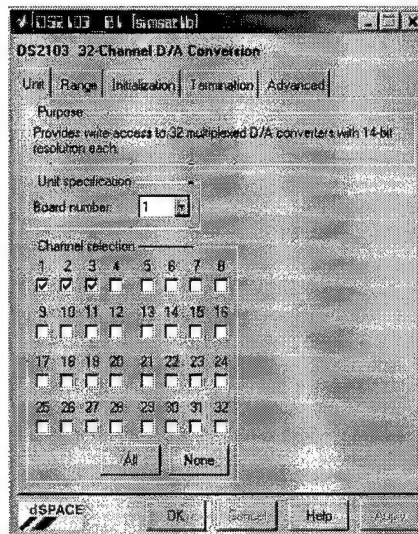 DS2103_B1 [simsatlib]
DS2103 32-Channel D/A Conversion
Unit Range Initialization Termination Advanced
Purpose
Provides write access to 32 multiplexed D/A converters with 14-bit
resolution each.
Unit specification
Board number: 1
Channel selection
1 2 3 4 5 6 7 8
9 10 11 12 13 14 15 16
17 18 19 20 21 22 23 24
25 26 27 28 29 30 31 32
All None
dSPACE OK Cancel Help Apply